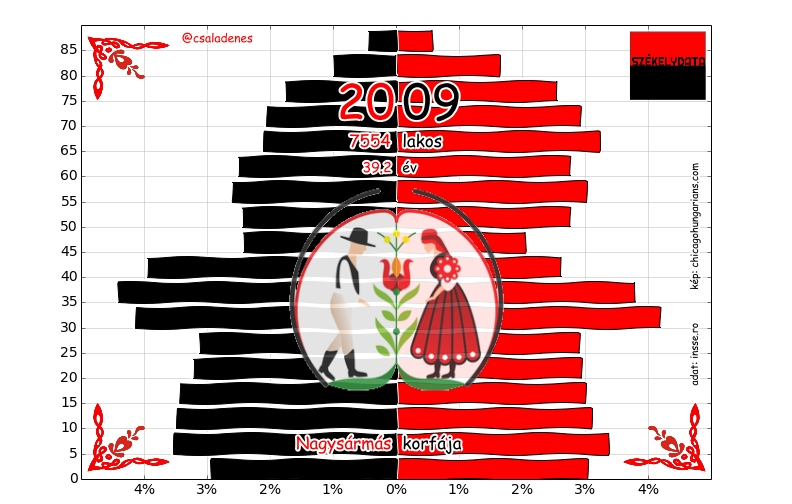 @csaladenes
SZÉKELYDATA
2009
7554 lakos
39.2 év
kép: chicagohungarians.com
adat: insse.ro
Nagysármás korfája
85
80
75
70
65
60
55
50
45
40
35
30
25
20
15
10
5
0
4% 3% 2% 1% 0% 1% 2% 3% 4%